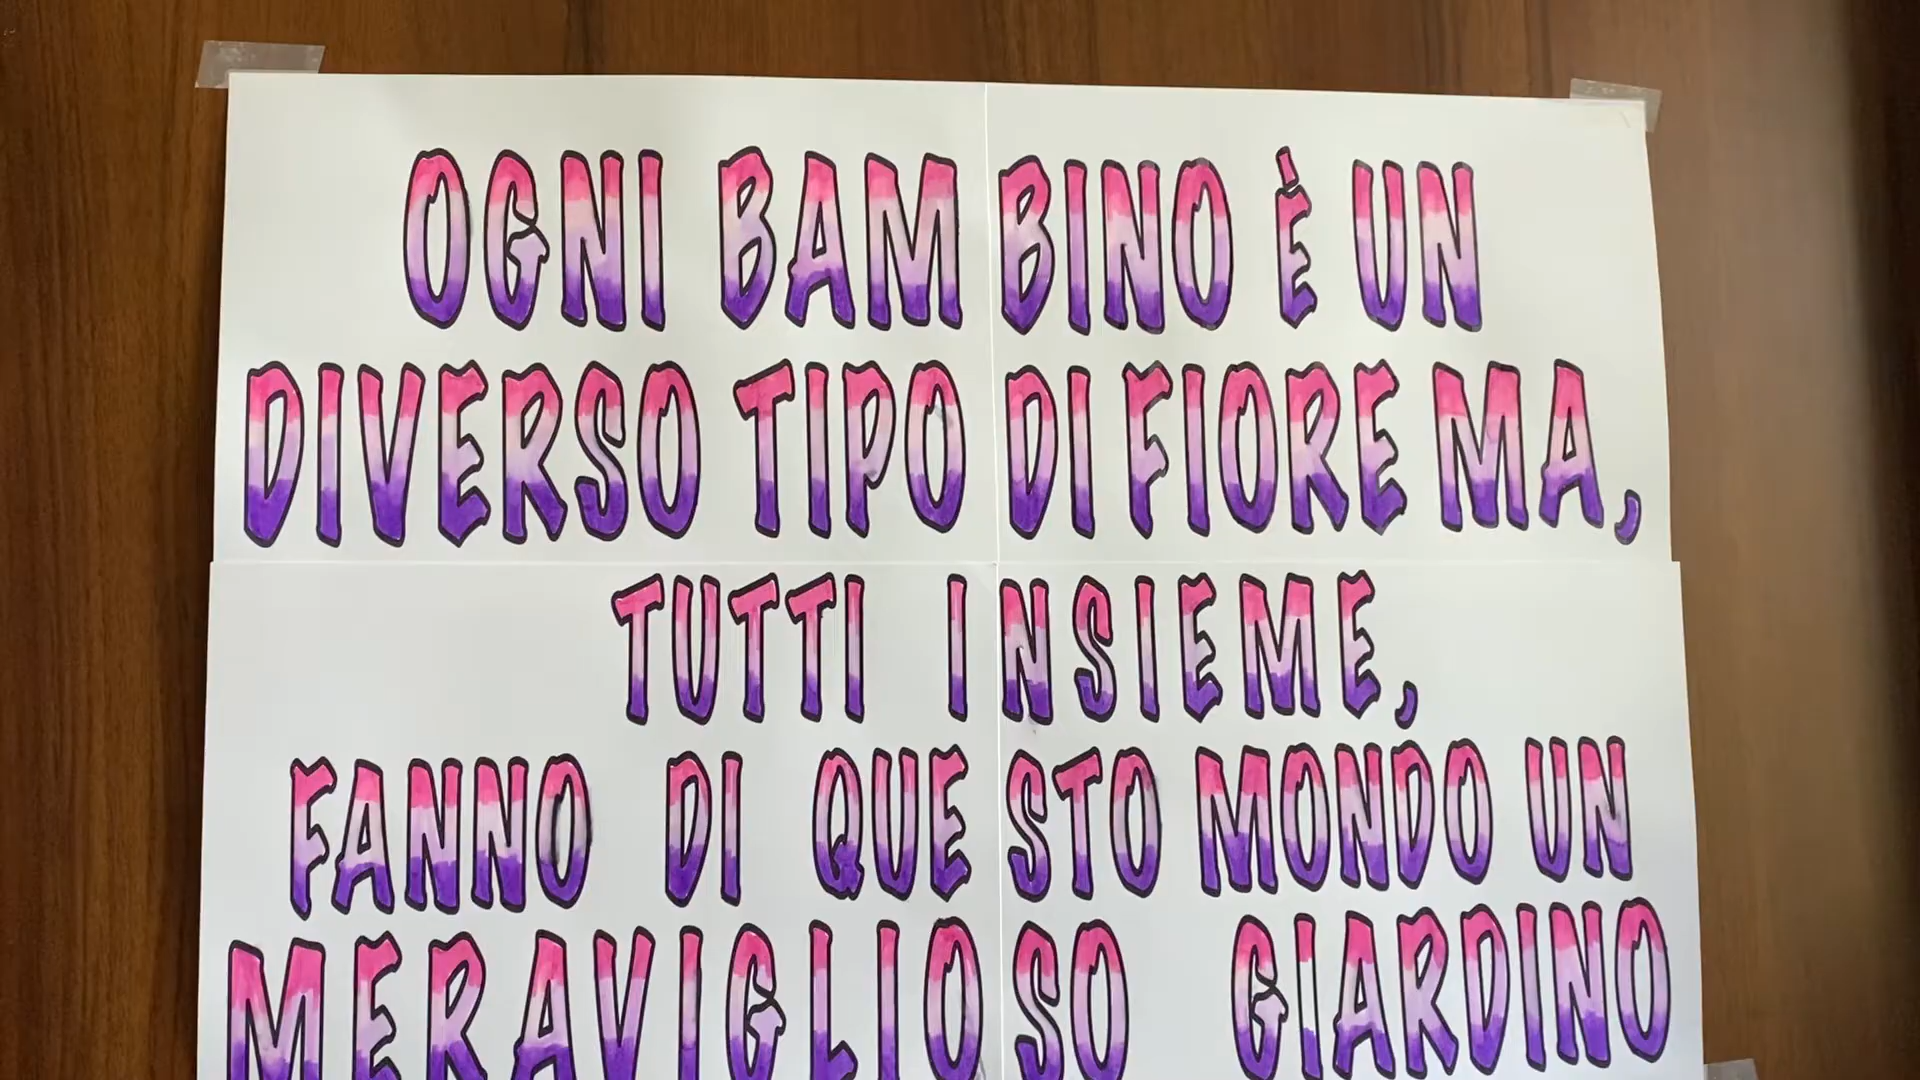 OGNI BAMBINO È UN
DIVERSO TIPO DI FIORE MA,
TUTTI INSIEME,
FANNO DI QUESTO MONDO UN
MERAVIGLIOSO GIARDINO